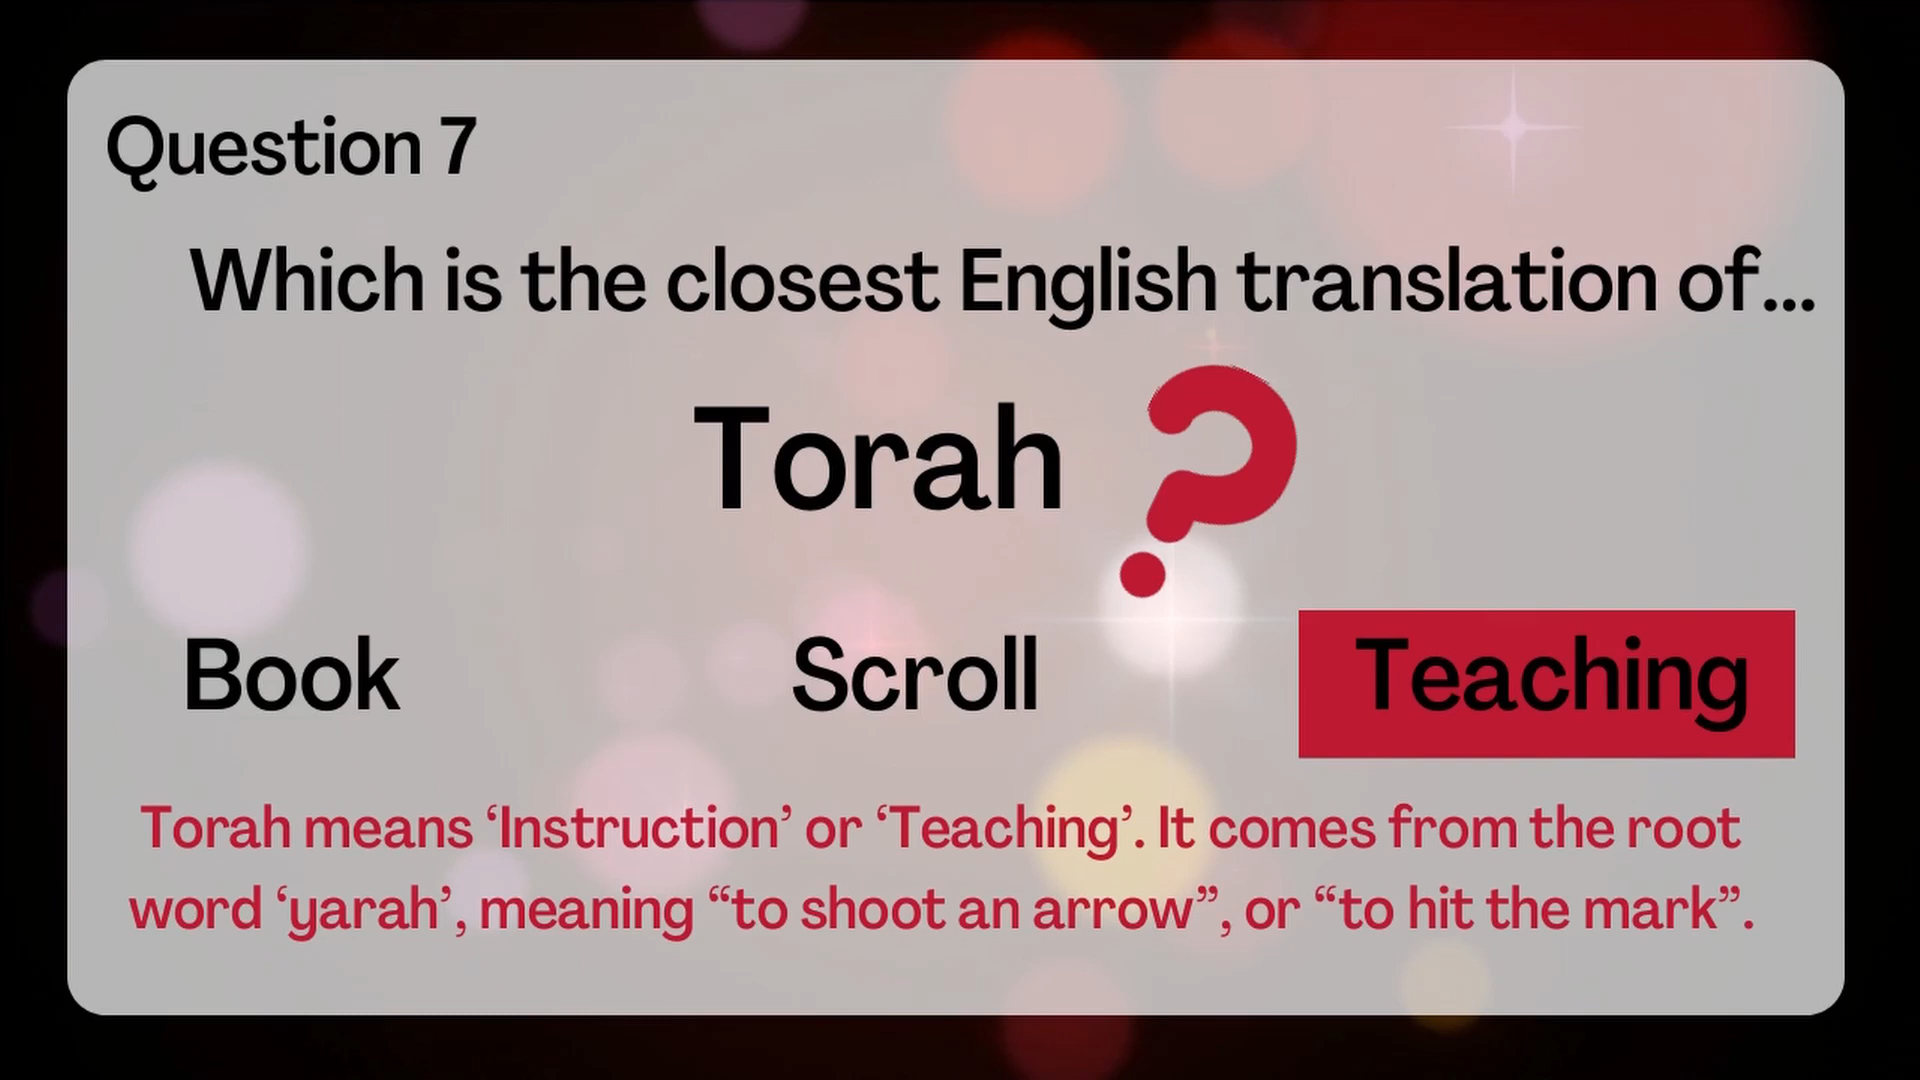 Question 7
Which is the closest English translation of...
Torah ?
Book Scroll Teaching
Torah means ‘Instruction’ or ‘Teaching’. It comes from the root
word ‘yarah’, meaning “to shoot an arrow”, or “to hit the mark”.